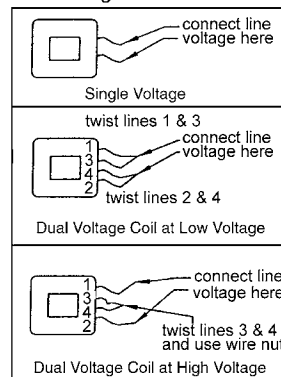 connect line
voltage here
Single Voltage
twist lines 1 & 3
connect line
voltage here
1
3
4
2
twist lines 2 & 4
Dual Voltage Coil at Low Voltage
connect line
voltage here
1
3
4
2
twist lines 3 & 4
and use wire nut
Dual Voltage Coil at High Voltage